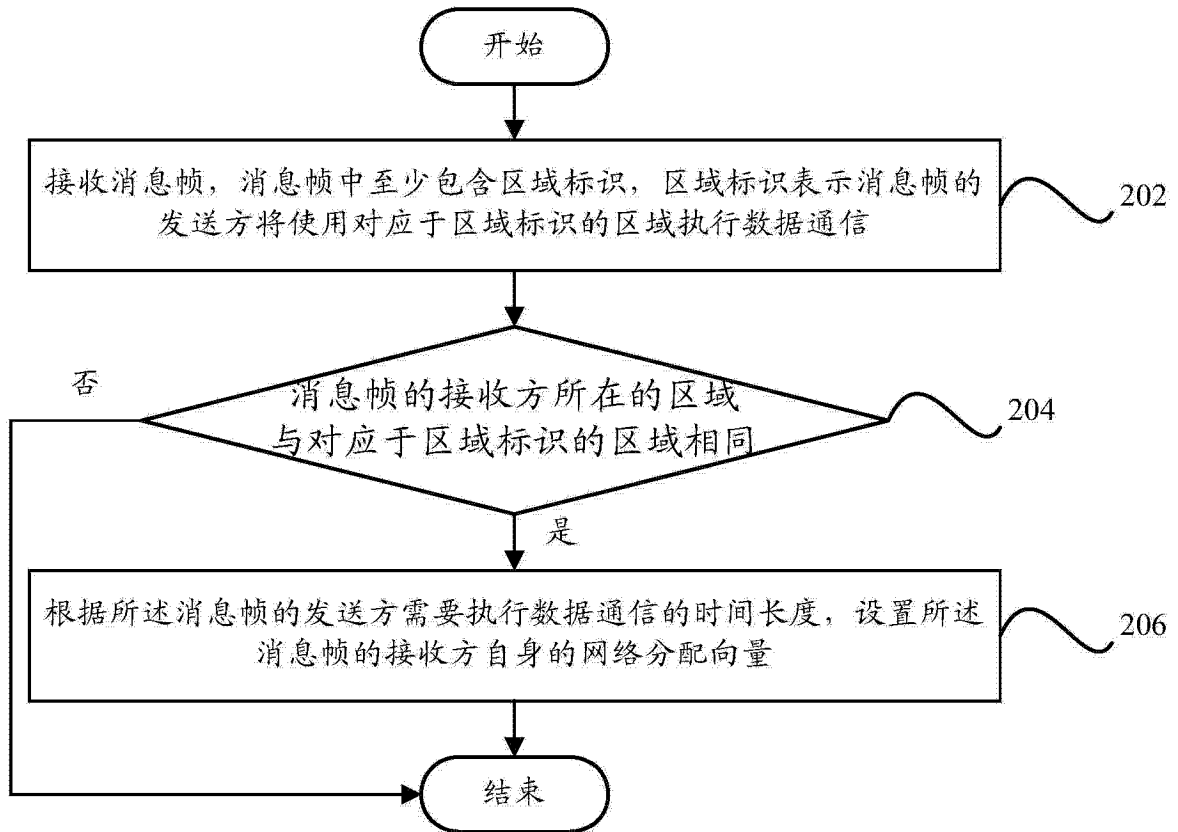 开始
接收消息帧，消息帧中至少包含区域标识，区域标识表示消息帧的
发送方将使用对应于区域标识的区域执行数据通信
202
否
消息帧的接收方所在的区域
与对应于区域标识的区域相同
204
是
根据所述消息帧的发送方需要执行数据通信的时间长度，设置所述
消息帧的接收方自身的网络分配向量
206
结束